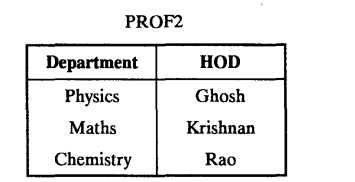 PROF2
Department HOD
Physics Ghosh
Maths Krishnan
Chemistry Rao